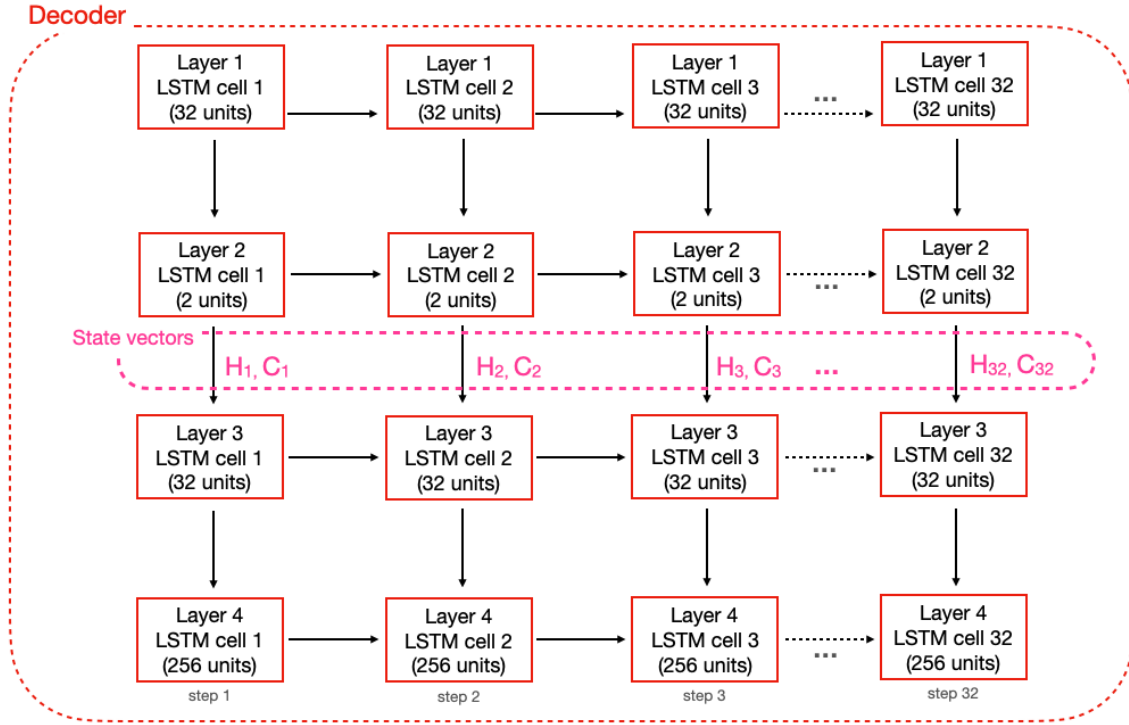 Decoder
Layer 1
LSTM cell 1
(32 units)
Layer 1
LSTM cell 2
(32 units)
Layer 1
LSTM cell 3
(32 units)
...
Layer 1
LSTM cell 32
(32 units)
Layer 2
LSTM cell 1
(2 units)
Layer 2
LSTM cell 2
(2 units)
Layer 2
LSTM cell 3
(2 units)
...
Layer 2
LSTM cell 32
(2 units)
State vectors
H₁, C₁
H₂, C₂
H₃, C₃
...
H₃₂, C₃₂
Layer 3
LSTM cell 1
(32 units)
Layer 3
LSTM cell 2
(32 units)
Layer 3
LSTM cell 3
(32 units)
...
Layer 3
LSTM cell 32
(32 units)
Layer 4
LSTM cell 1
(256 units)
Layer 4
LSTM cell 2
(256 units)
Layer 4
LSTM cell 3
(256 units)
...
Layer 4
LSTM cell 32
(256 units)
step 1
step 2
step 3
step 32